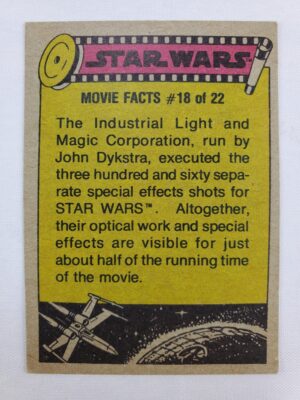 STAR WARS™
MOVIE FACTS #18 of 22
The Industrial Light and
Magic Corporation, run by
John Dykstra, executed the
three hundred and sixty sepa-
rate special effects shots for
STAR WARS™. Altogether,
their optical work and special
effects are visible for just
about half of the running time
of the movie.